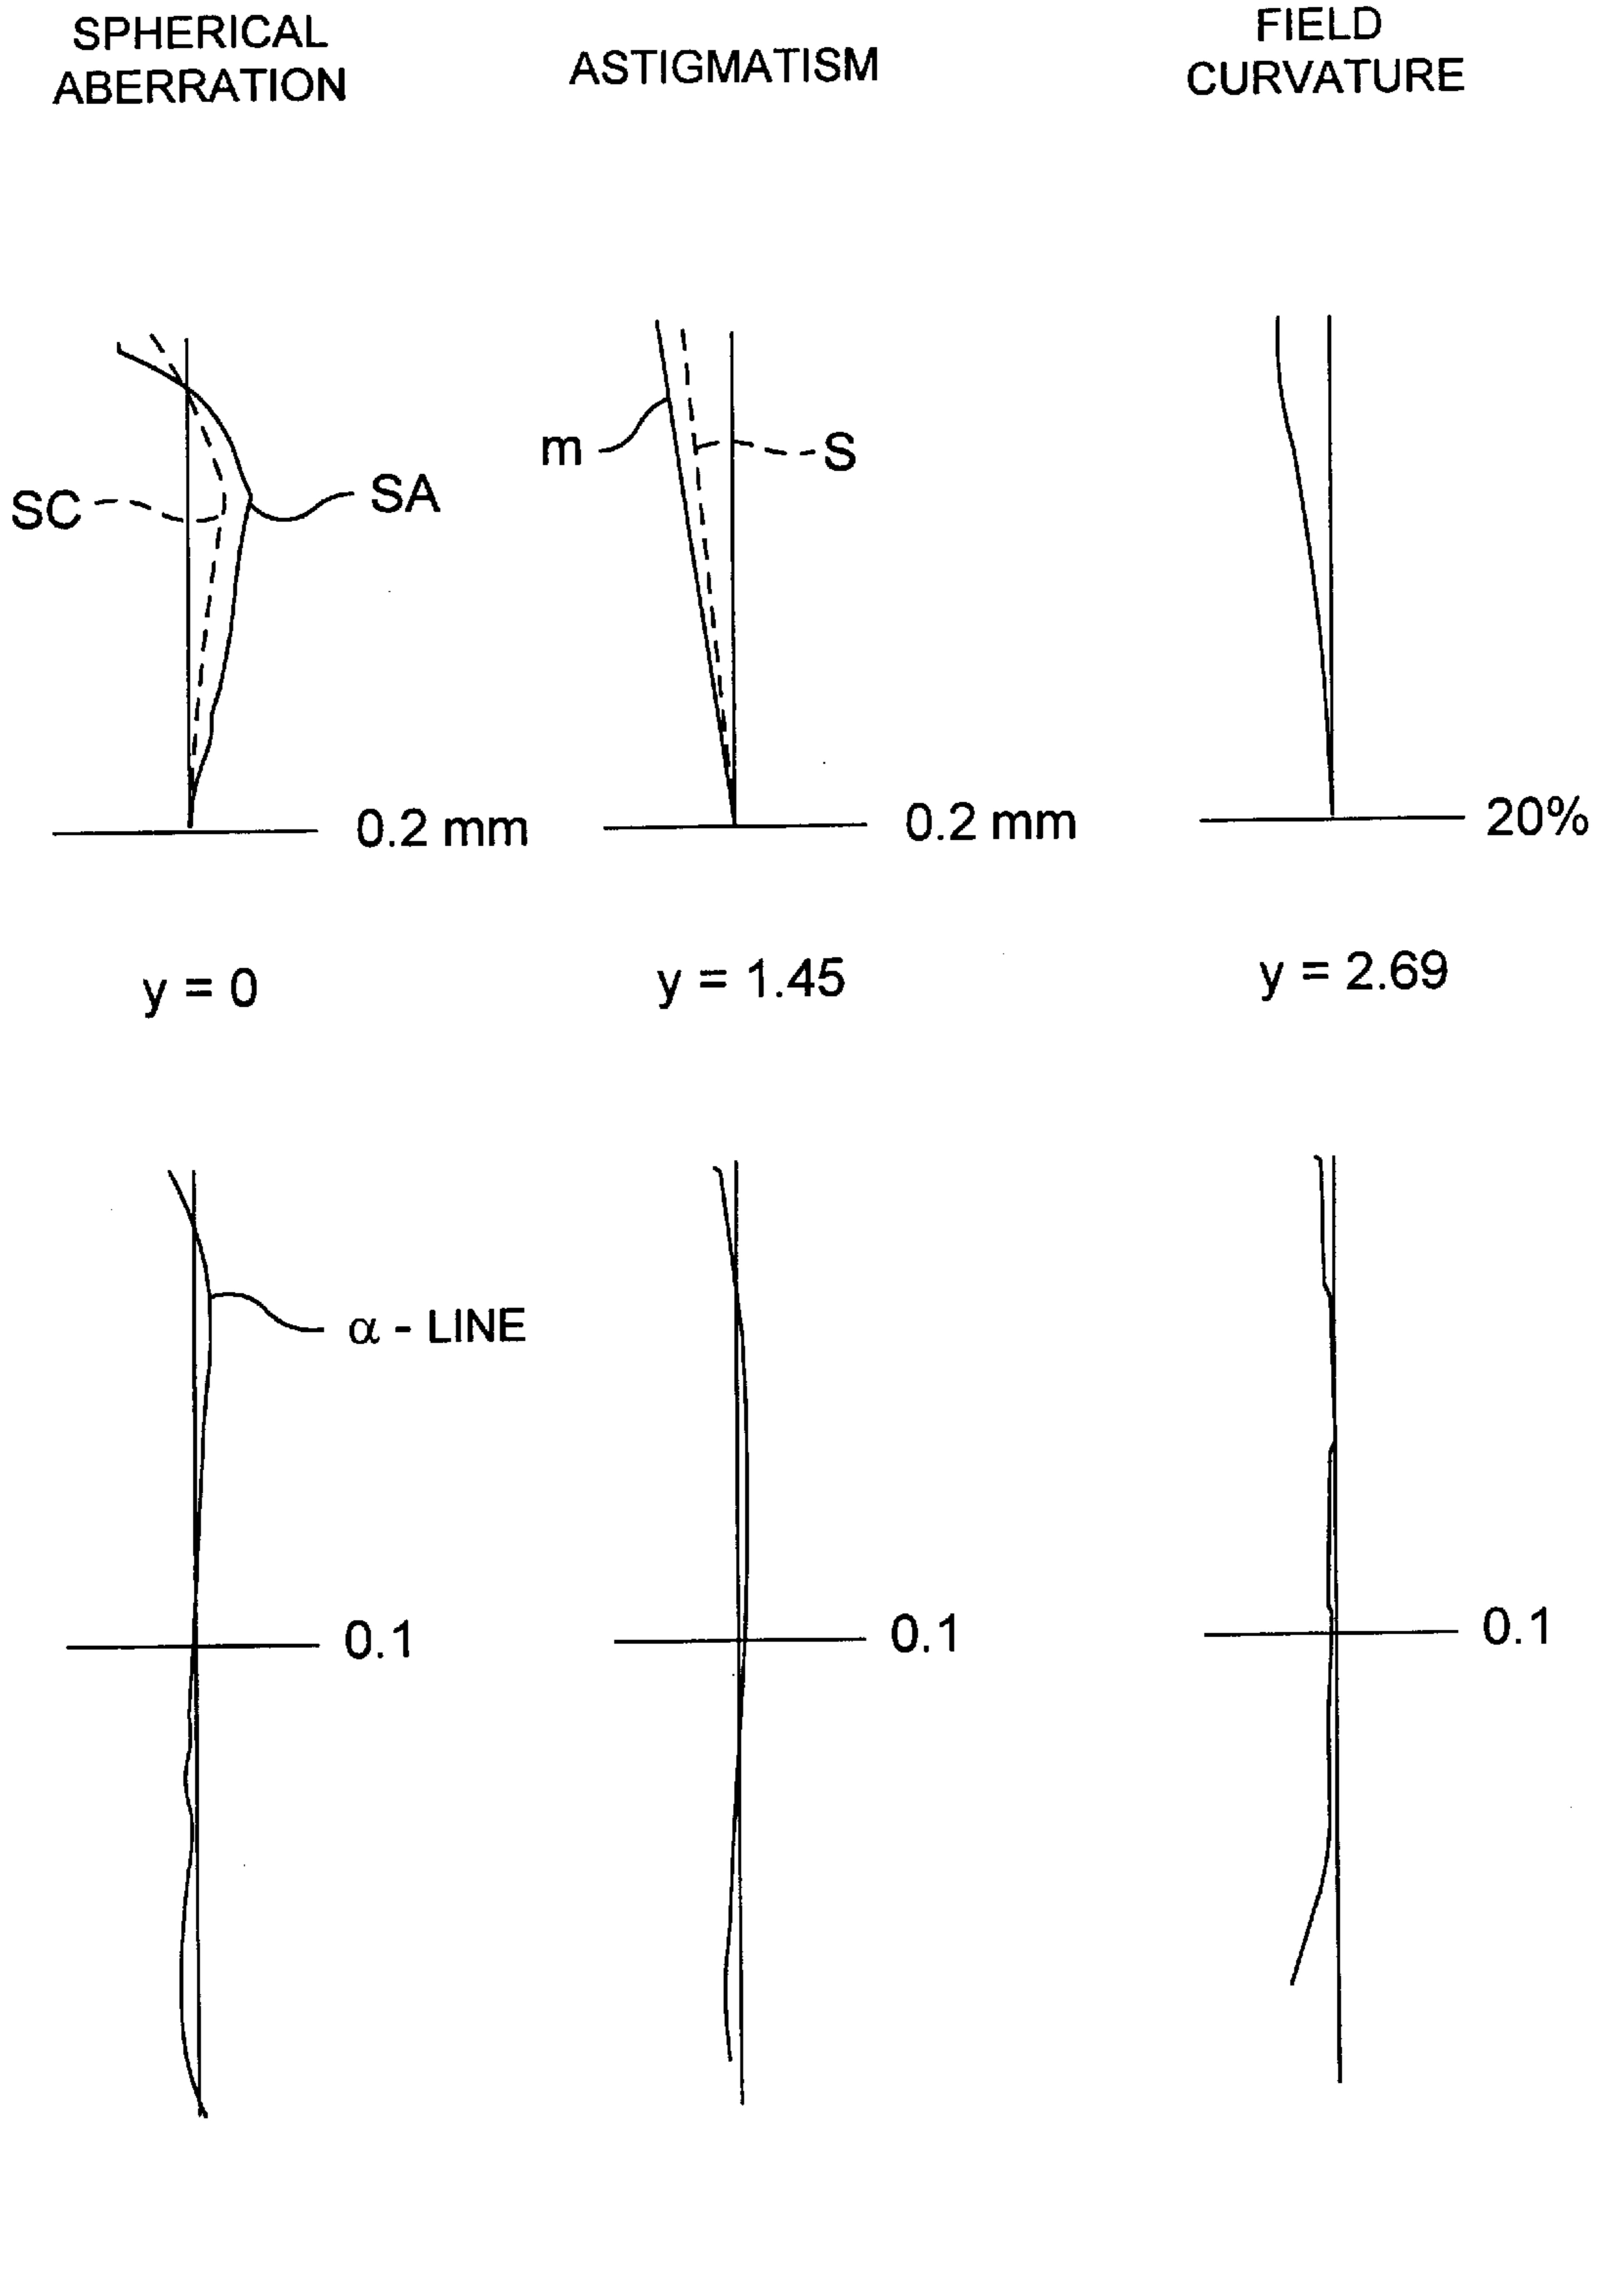 SPHERICAL
ABERRATION
ASTIGMATISM
FIELD
CURVATURE
m
S
SC
SA
0.2 mm
0.2 mm
20%
y = 0
y = 1.45
y = 2.69
α - LINE
0.1
0.1
0.1